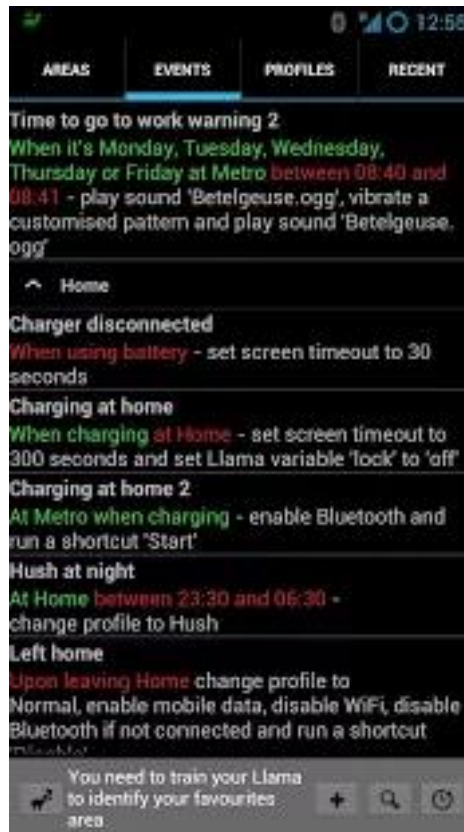 12:56
AREAS EVENTS PROFILES RECENT
Time to go to work warning 2
When it's Monday, Tuesday, Wednesday,
Thursday or Friday at Metro between 08:40 and
08:41 - play sound 'Betelgeuse.ogg', vibrate a
customised pattern and play sound 'Betelgeuse.
ogg'
Home
Charger disconnected
When using battery - set screen timeout to 30
seconds
Charging at home
When charging at Home - set screen timeout to
300 seconds and set Llama variable 'lock' to 'off'
Charging at home 2
At Metro when charging - enable Bluetooth and
run a shortcut 'Start'
Hush at night
At Home between 23:30 and 06:30 -
change profile to Hush
Left home
Upon leaving Home change profile to
Normal, enable mobile data, disable WiFi, disable
Bluetooth if not connected and run a shortcut
You need to train your Llama
to identify your favourites
area